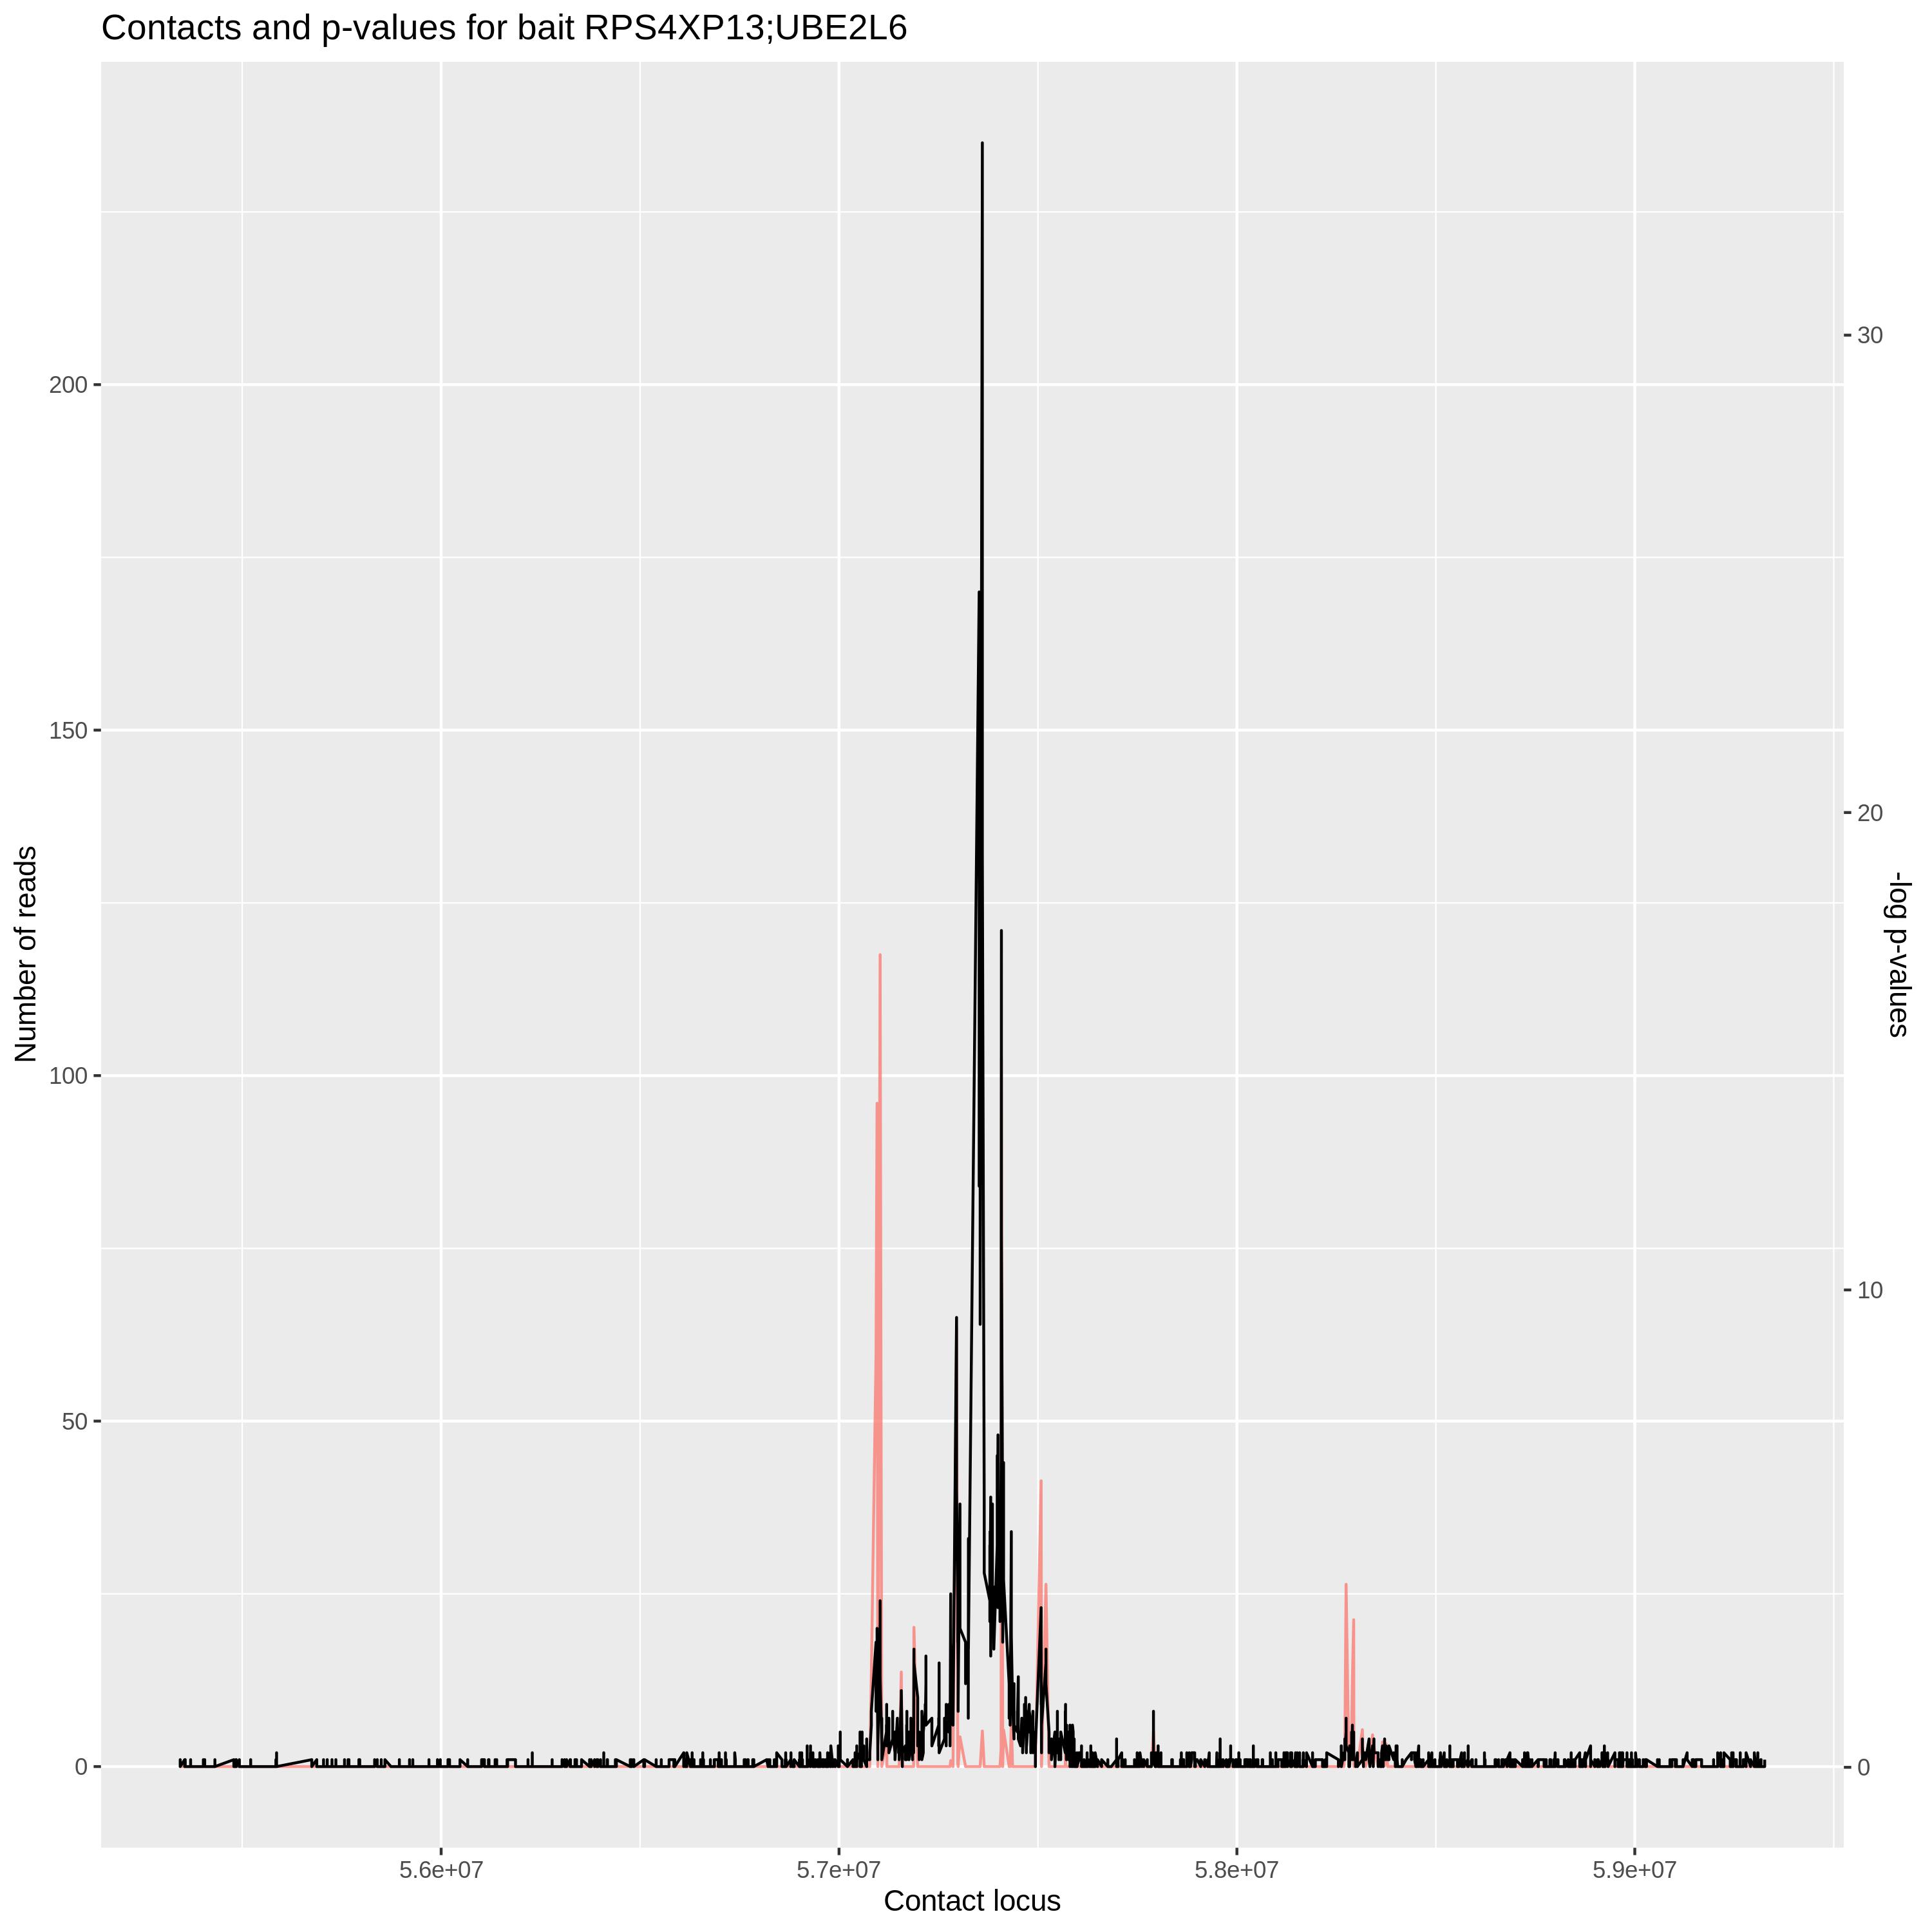 Contacts and p-values for bait RPS4XP13;UBE2L6
Number of reads
200
150
100
50
0
30
20
10
0
-log p-values
5.6e+07
5.7e+07
5.8e+07
5.9e+07
Contact locus